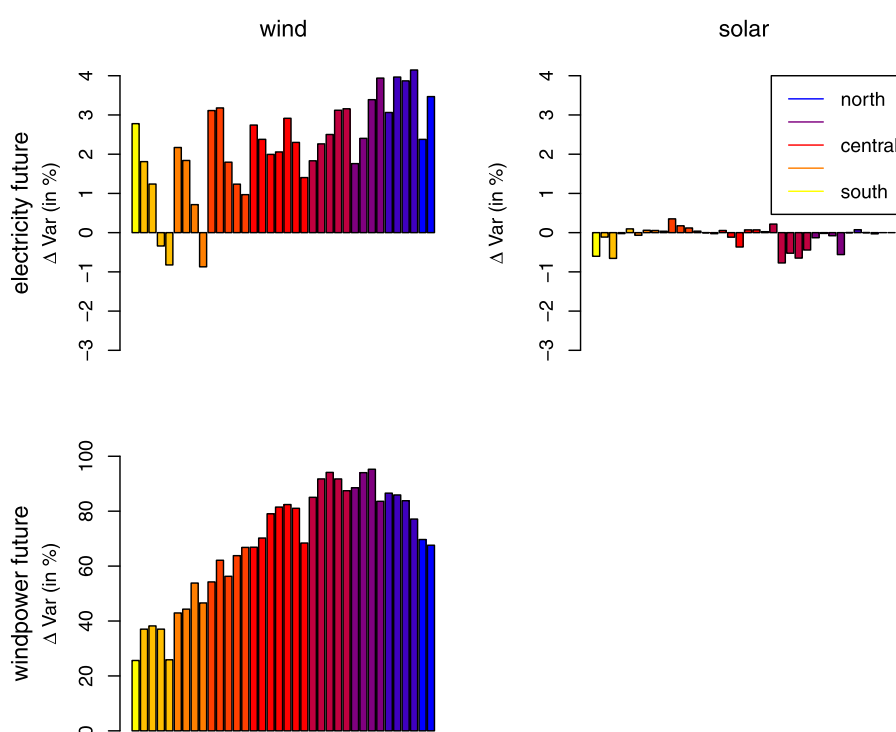 wind
solar
electricity future
Δ Var (in %)
4
3
2
1
0
−1
−2
−3
Δ Var (in %)
4
3
2
1
0
−1
−2
−3
north
central
south
windpower future
Δ Var (in %)
100
80
60
40
20
0